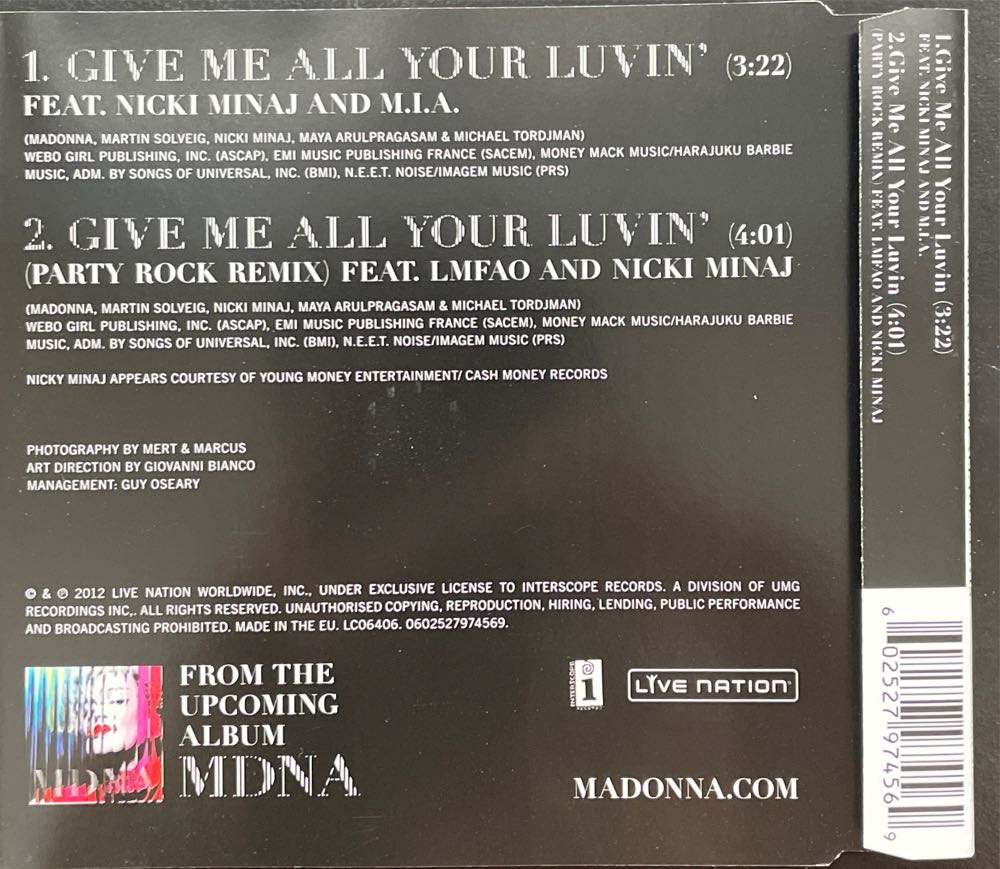 1. GIVE ME ALL YOUR LUVIN' (3:22)
FEAT. NICKI MINAJ AND M.I.A.
(MADONNA, MARTIN SOLVEIG, NICKI MINAJ, MAYA ARULPRAGASAM & MICHAEL TORDJMAN)
WEBO GIRL PUBLISHING, INC. (ASCAP), EMI MUSIC PUBLISHING FRANCE (SACEM), MONEY MACK MUSIC/HARAJUKU BARBIE
MUSIC, ADM. BY SONGS OF UNIVERSAL, INC. (BMI), N.E.E.T. NOISE/IMAGEM MUSIC (PRS)
2. GIVE ME ALL YOUR LUVIN' (4:01)
(PARTY ROCK REMIX) FEAT. LMFAO AND NICKI MINAJ
(MADONNA, MARTIN SOLVEIG, NICKI MINAJ, MAYA ARULPRAGASAM & MICHAEL TORDJMAN)
WEBO GIRL PUBLISHING, INC. (ASCAP), EMI MUSIC PUBLISHING FRANCE (SACEM), MONEY MACK MUSIC/HARAJUKU BARBIE
MUSIC, ADM. BY SONGS OF UNIVERSAL, INC. (BMI), N.E.E.T. NOISE/IMAGEM MUSIC (PRS)
NICKY MINAJ APPEARS COURTESY OF YOUNG MONEY ENTERTAINMENT/ CASH MONEY RECORDS
PHOTOGRAPHY BY MERT & MARCUS
ART DIRECTION BY GIOVANNI BIANCO
MANAGEMENT: GUY OSEARY
© & ℗ 2012 LIVE NATION WORLDWIDE, INC., UNDER EXCLUSIVE LICENSE TO INTERSCOPE RECORDS. A DIVISION OF UMG
RECORDINGS INC,. ALL RIGHTS RESERVED. UNAUTHORISED COPYING, REPRODUCTION, HIRING, LENDING, PUBLIC PERFORMANCE
AND BROADCASTING PROHIBITED. MADE IN THE EU. LC06406. 0602527974569.
MDNA
FROM THE
UPCOMING
ALBUM
MDNA
INTERSCOPE
i
RECORDS
LIVE NATION
MADONNA.COM
1.Give Me All Your Luvin (3:22)
FEAT. NICKI MINAJ AND M.I.A.
2.Give Me All Your Luvin (4:01)
(PARTY ROCK REMIX) FEAT. LMFAO AND NICKI MINAJ
6 02527 97456 9